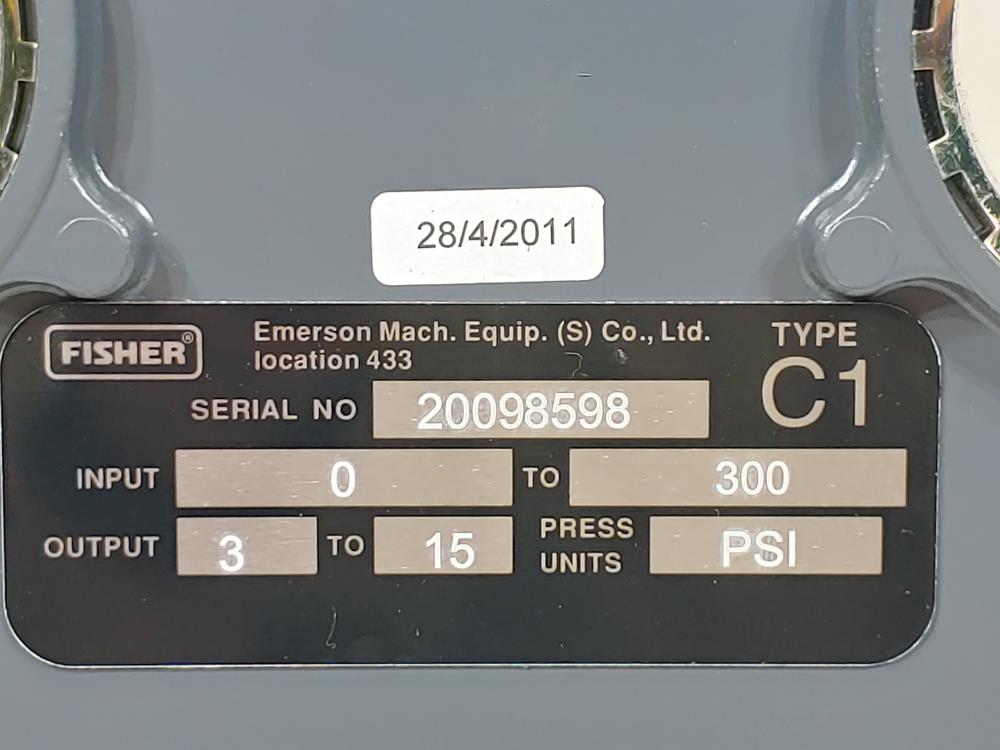 28/4/2011
FISHER®
Emerson Mach. Equip. (S) Co., Ltd.
location 433
TYPE
C1
SERIAL NO 20098598
INPUT 0 TO 300
OUTPUT 3 TO 15 PRESS UNITS PSI